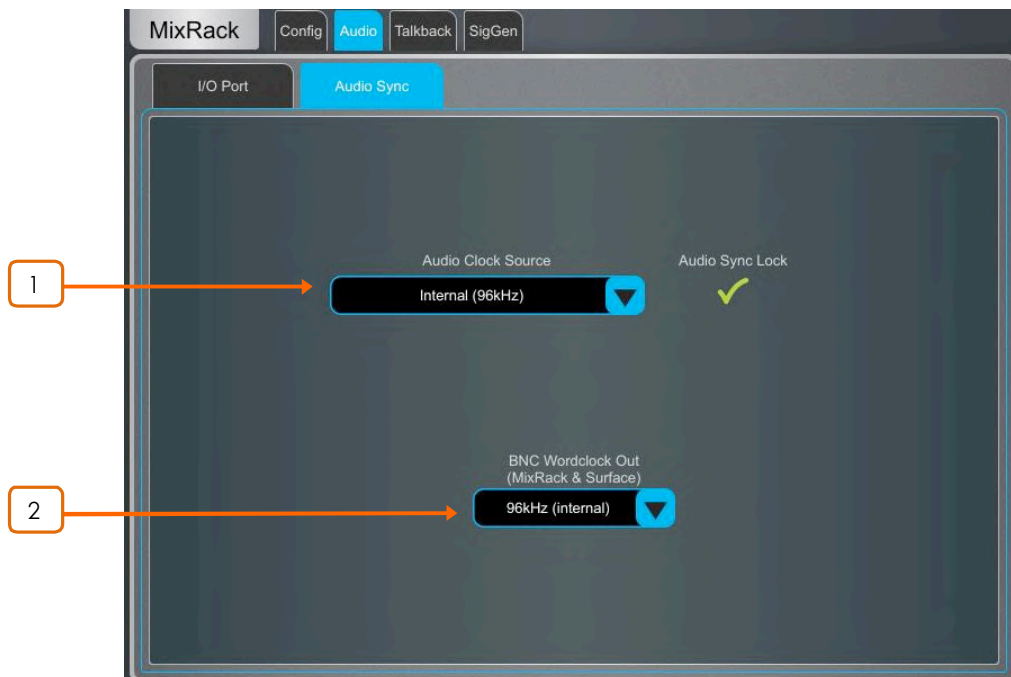 MixRack
Config
Audio
Talkback
SigGen
I/O Port
Audio Sync
Audio Clock Source
Audio Sync Lock
1
Internal (96kHz)
BNC Wordclock Out
(MixRack & Surface)
2
96kHz (internal)